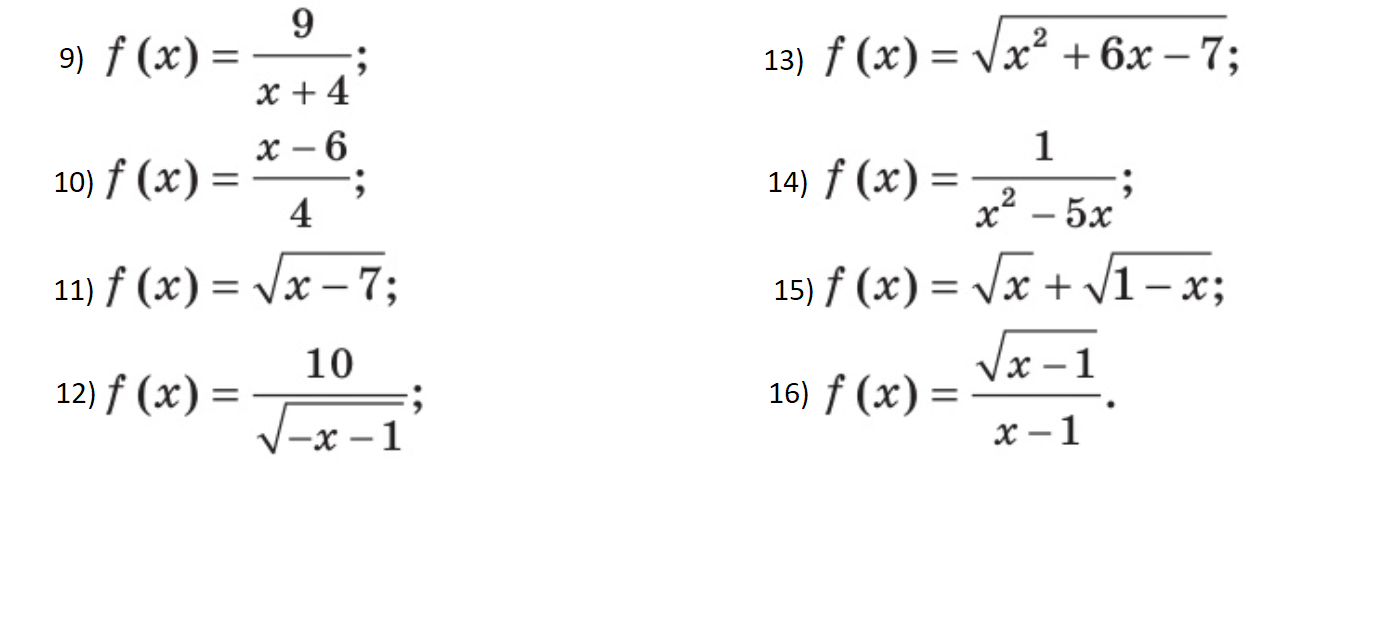 9) f (x) = 9/(x + 4);
10) f (x) = (x − 6)/4;
11) f (x) = √(x − 7);
12) f (x) = 10/√(−x − 1);
13) f (x) = √(x² + 6x − 7);
14) f (x) = 1/(x² − 5x);
15) f (x) = √x + √(1 − x);
16) f (x) = √(x − 1)/(x − 1).